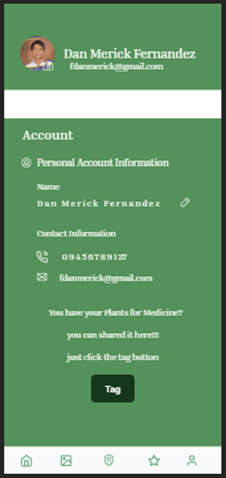 Dan Merick Fernandez
fdanmerick@gmail.com
Account
Personal Account Information
Name
Dan Merick Fernandez
Contact Information
09456789127
fdanmerick@gmail.com
You have your Plants for Medicine?
you can shared it here!!!
just click the tag button
Tag